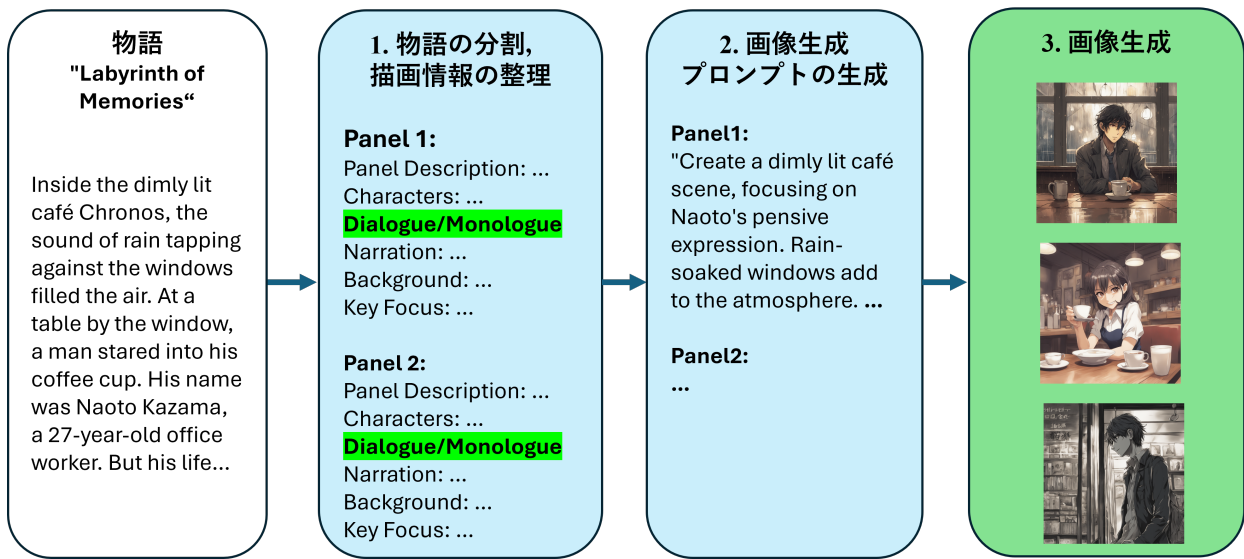 物語
"Labyrinth of
Memories“
Inside the dimly lit
café Chronos, the
sound of rain tapping
against the windows
filled the air. At a
table by the window,
a man stared into his
coffee cup. His name
was Naoto Kazama,
a 27-year-old office
worker. But his life...
1. 物語の分割,
描画情報の整理
Panel 1:
Panel Description: ...
Characters: ...
Dialogue/Monologue
Narration: ...
Background: ...
Key Focus: ...
Panel 2:
Panel Description: ...
Characters: ...
Dialogue/Monologue
Narration: ...
Background: ...
Key Focus: ...
2. 画像生成
プロンプトの生成
Panel1:
"Create a dimly lit café
scene, focusing on
Naoto's pensive
expression. Rain-
soaked windows add
to the atmosphere. ...
Panel2:
...
3. 画像生成